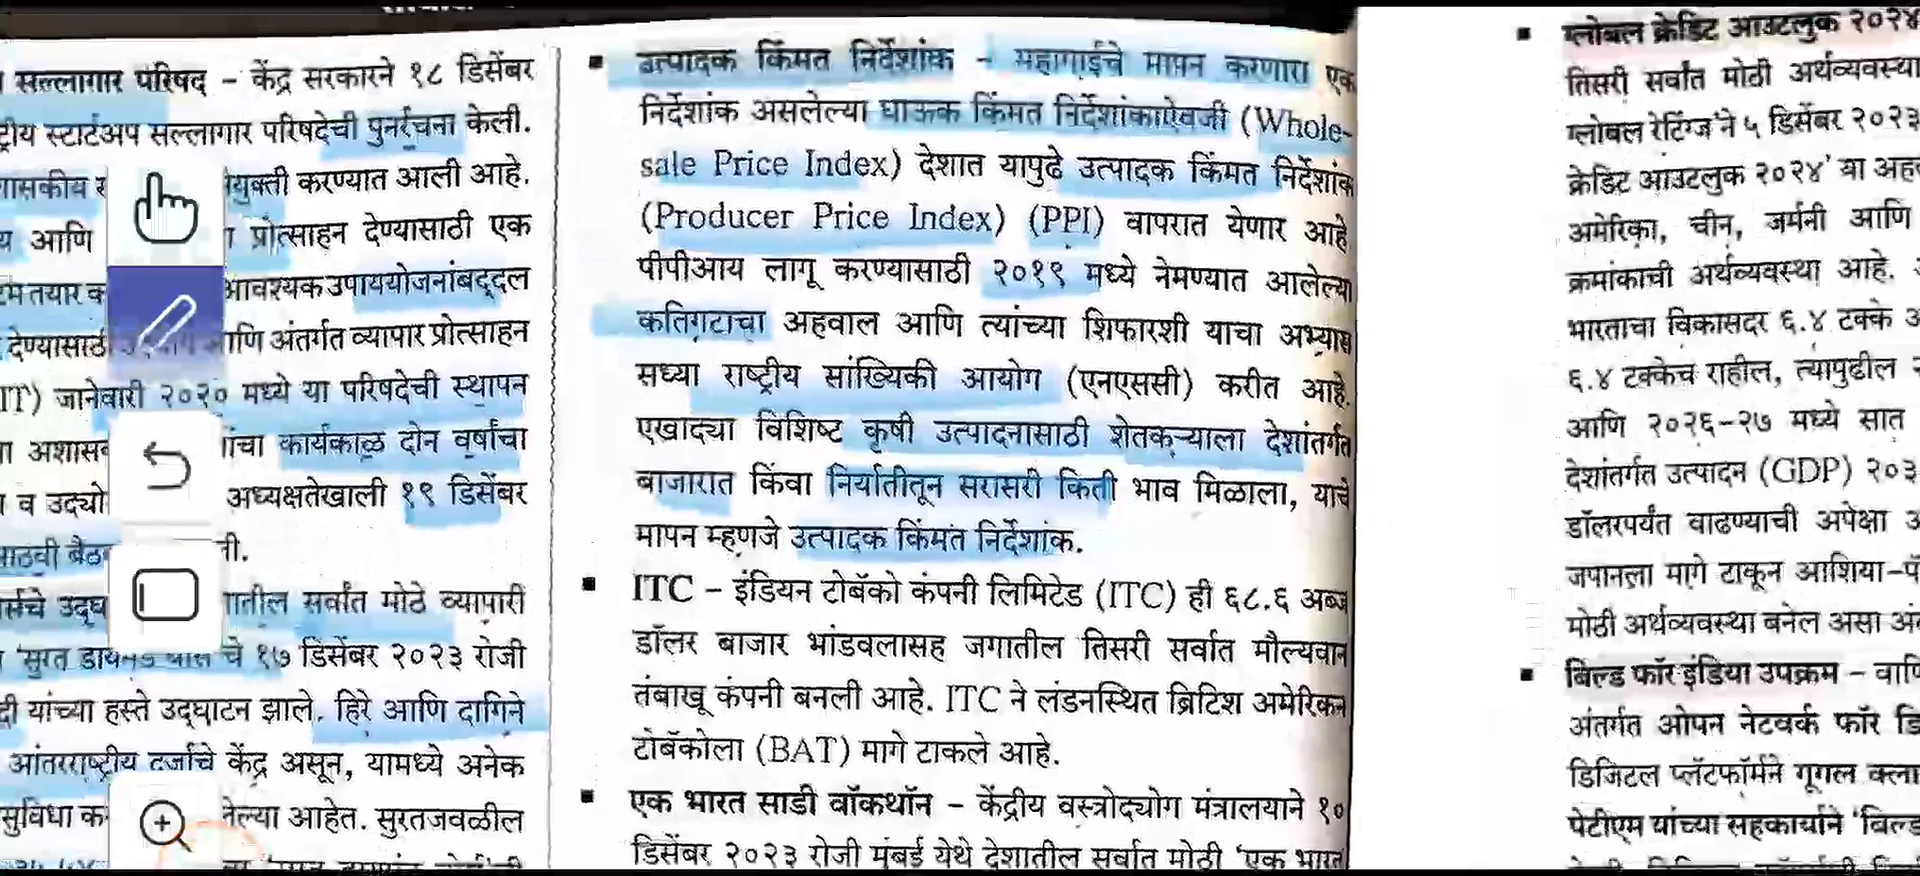 सल्लागार परिषद – केंद्र सरकारने १८ डिसेंबर
स्टार्टअप सल्लागार परिषदेची पुनर्रचना केली.
करण्यात आली आहे.
आणि प्रोत्साहन देण्यासाठी एक
तयार आवश्यक उपाययोजनांबद्दल
देण्यासाठी आणि अंतर्गत व्यापार प्रोत्साहन
जानेवारी २०२० मध्ये या परिषदेची स्थापन
कार्यकाळ दोन वर्षांचा
व अध्यक्षतेखाली १९ डिसेंबर
सर्वांत मोठे व्यापारी
'सुरत चे १७ डिसेंबर २०२३ रोजी
यांच्या हस्ते उद्घाटन झाले. हिरे आणि दागिने
आंतरराष्ट्रीय दर्जाचे केंद्र असून, यामध्ये अनेक
सुविधा आहेत. सुरतजवळील
▪ उत्पादक किंमत निर्देशांक – महागाईचे मापन करणारा एक
निर्देशांक असलेल्या घाऊक किंमत निर्देशांकाऐवजी (Whole-
sale Price Index) देशात यापुढे उत्पादक किंमत निर्देशांक
(Producer Price Index) (PPI) वापरात येणार आहे
पीपीआय लागू करण्यासाठी २०१९ मध्ये नेमण्यात आलेल्या
कतिगटाचा अहवाल आणि त्यांच्या शिफारशी याचा अभ्यास
सध्या राष्ट्रीय सांख्यिकी आयोग (एनएससी) करीत आहे.
एखाद्या विशिष्ट कृषी उत्पादनासाठी शेतकऱ्याला देशांतर्गत
बाजारात किंवा निर्यातीतून सरासरी किती भाव मिळाला, याचे
मापन म्हणजे उत्पादक किंमत निर्देशांक.
▪ ITC – इंडियन टोबॅको कंपनी लिमिटेड (ITC) ही ६८.६ अब्ज
डॉलर बाजार भांडवलासह जगातील तिसरी सर्वात मौल्यवान
तंबाखू कंपनी बनली आहे. ITC ने लंडनस्थित ब्रिटिश अमेरिकन
टोबॅकोला (BAT) मागे टाकले आहे.
▪ एक भारत साडी वॉकथॉन – केंद्रीय वस्त्रोद्योग मंत्रालयाने १०
डिसेंबर २०२३ रोजी मुंबई येथे देशातील सर्वात मोठी 'एक भारत
▪ ग्लोबल क्रेडिट आउटलुक २०२४
तिसरी सर्वांत मोठी अर्थव्यवस्था
ग्लोबल रेटिंग्ज'ने ५ डिसेंबर २०२३
क्रेडिट आउटलुक २०२४' या
अमेरिका, चीन, जर्मनी आणि
क्रमांकाची अर्थव्यवस्था आहे.
भारताचा विकासदर ६.४ टक्के
६.४ टक्केच राहील, त्यापुढील
आणि २०२६–२७ मध्ये सात
देशांतर्गत उत्पादन (GDP)
डॉलरपर्यंत वाढण्याची अपेक्षा
जपानला मागे टाकून आशिया–
मोठी अर्थव्यवस्था बनेल असा
▪ बिल्ड फॉर इंडिया उपक्रम –
अंतर्गत ओपन नेटवर्क फॉर
डिजिटल प्लॅटफॉर्मने गूगल
पेटीएम यांच्या सहकार्याने